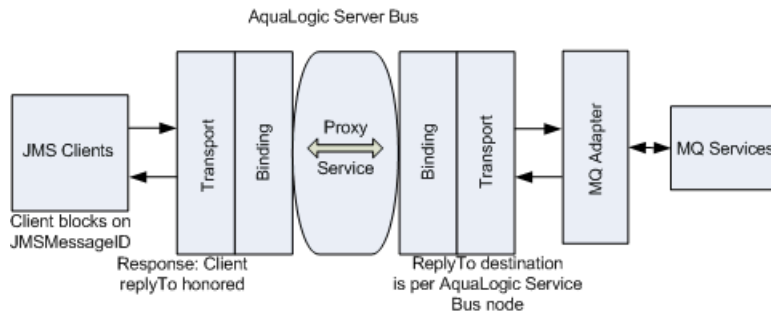 AquaLogic Server Bus
JMS Clients
Transport
Binding
Proxy
Service
Binding
Transport
MQ Adapter
MQ Services
Client blocks on
JMSMessageID
Response: Client
replyTo honored
ReplyTo destination
is per AquaLogic Service
Bus node